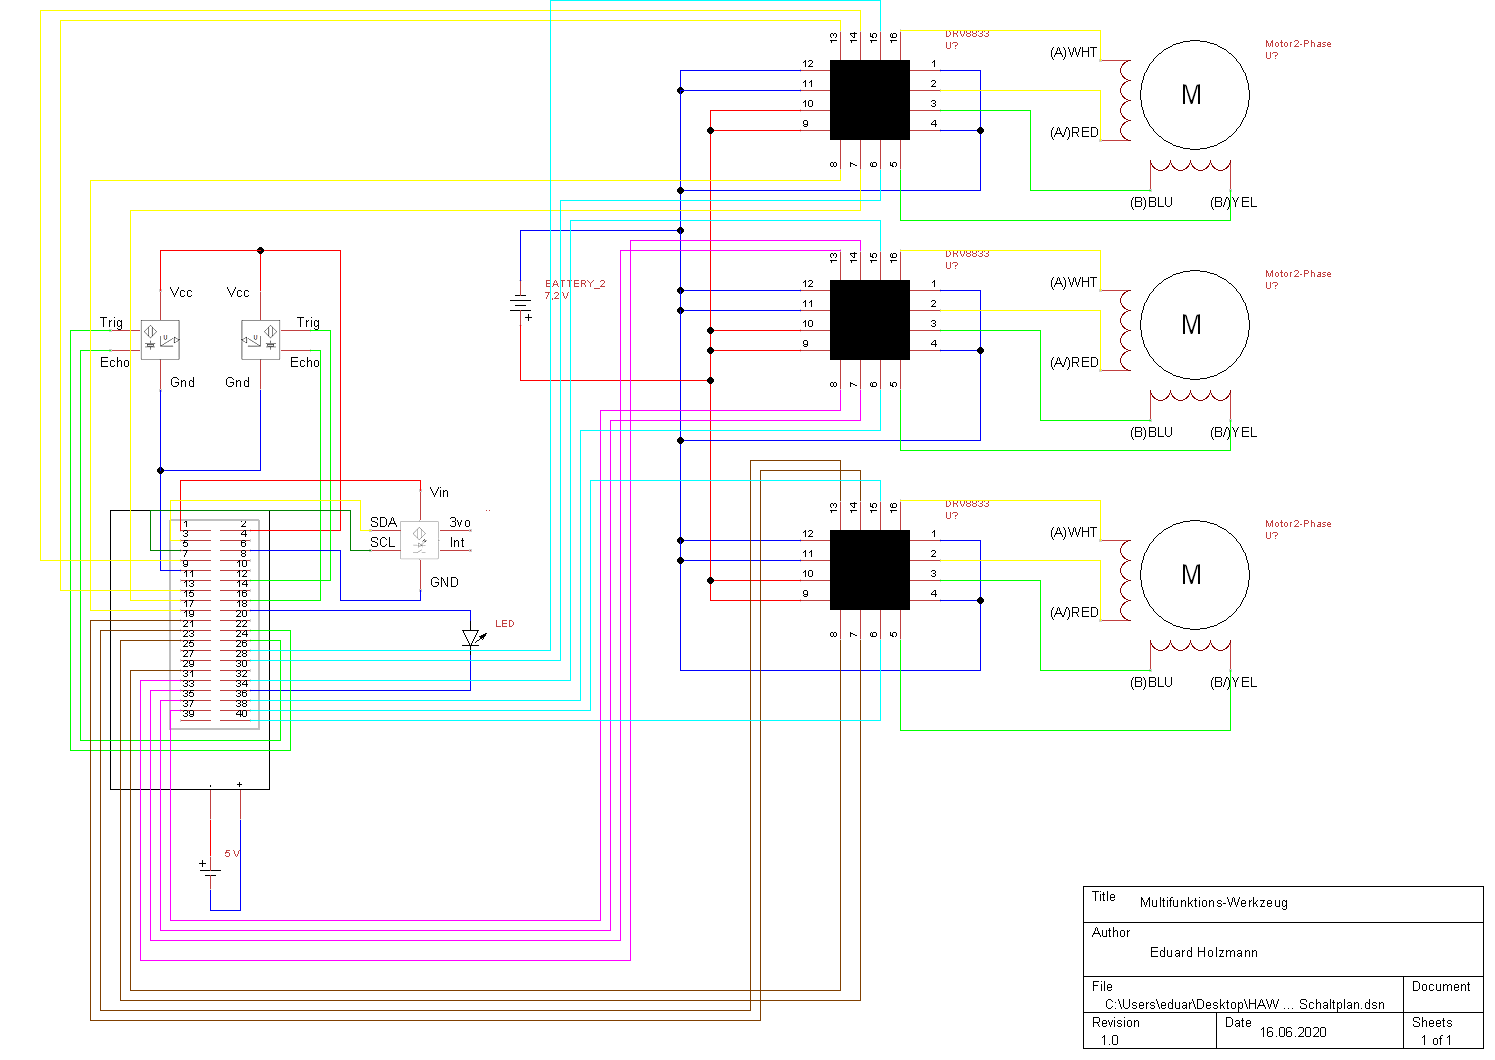 13 14 15 16
DRV8833
U?
(A)WHT
Motor2-Phase
U?
M
12 1
11 2
10 3
9 4
(A/)RED
8 7 6 5
(B)BLU (B/)YEL
13 14 15 16
DRV8833
U?
(A)WHT
Motor2-Phase
U?
M
12 1
11 2
10 3
9 4
(A/)RED
8 7 6 5
(B)BLU (B/)YEL
BATTERY_2
7,2 V
+
Vcc Vcc
Trig Trig
Echo Echo
Gnd Gnd
U U
Vin
SDA 3vo
SCL Int
GND
13 14 15 16
DRV8833
U?
(A)WHT
Motor2-Phase
U?
M
12 1
11 2
10 3
9 4
(A/)RED
8 7 6 5
(B)BLU (B/)YEL
1 2
3 4
5 6
7 8
9 10
11 12
13 14
15 16
17 18
19 20
21 22
23 24
25 26
27 28
29 30
31 32
33 34
35 36
37 38
39 40
LED
- +
+ 5 V
Title Multifunktions-Werkzeug
Author
Eduard Holzmann
File Document
C:\Users\eduar\Desktop\HAW ... Schaltplan.dsn
Revision Date Sheets
1.0 16.06.2020 1 of 1